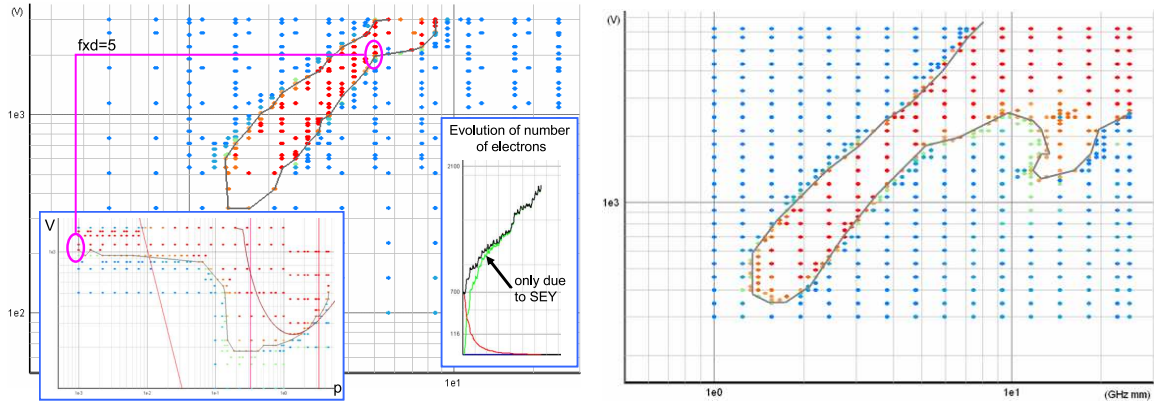 (V)
fxd=5
1e3
1e2
1e1
Evolution of number
of electrons
2100
700
116
only due
to SEY
V
p
(V)
1e3
1e0
1e1
(GHz mm)